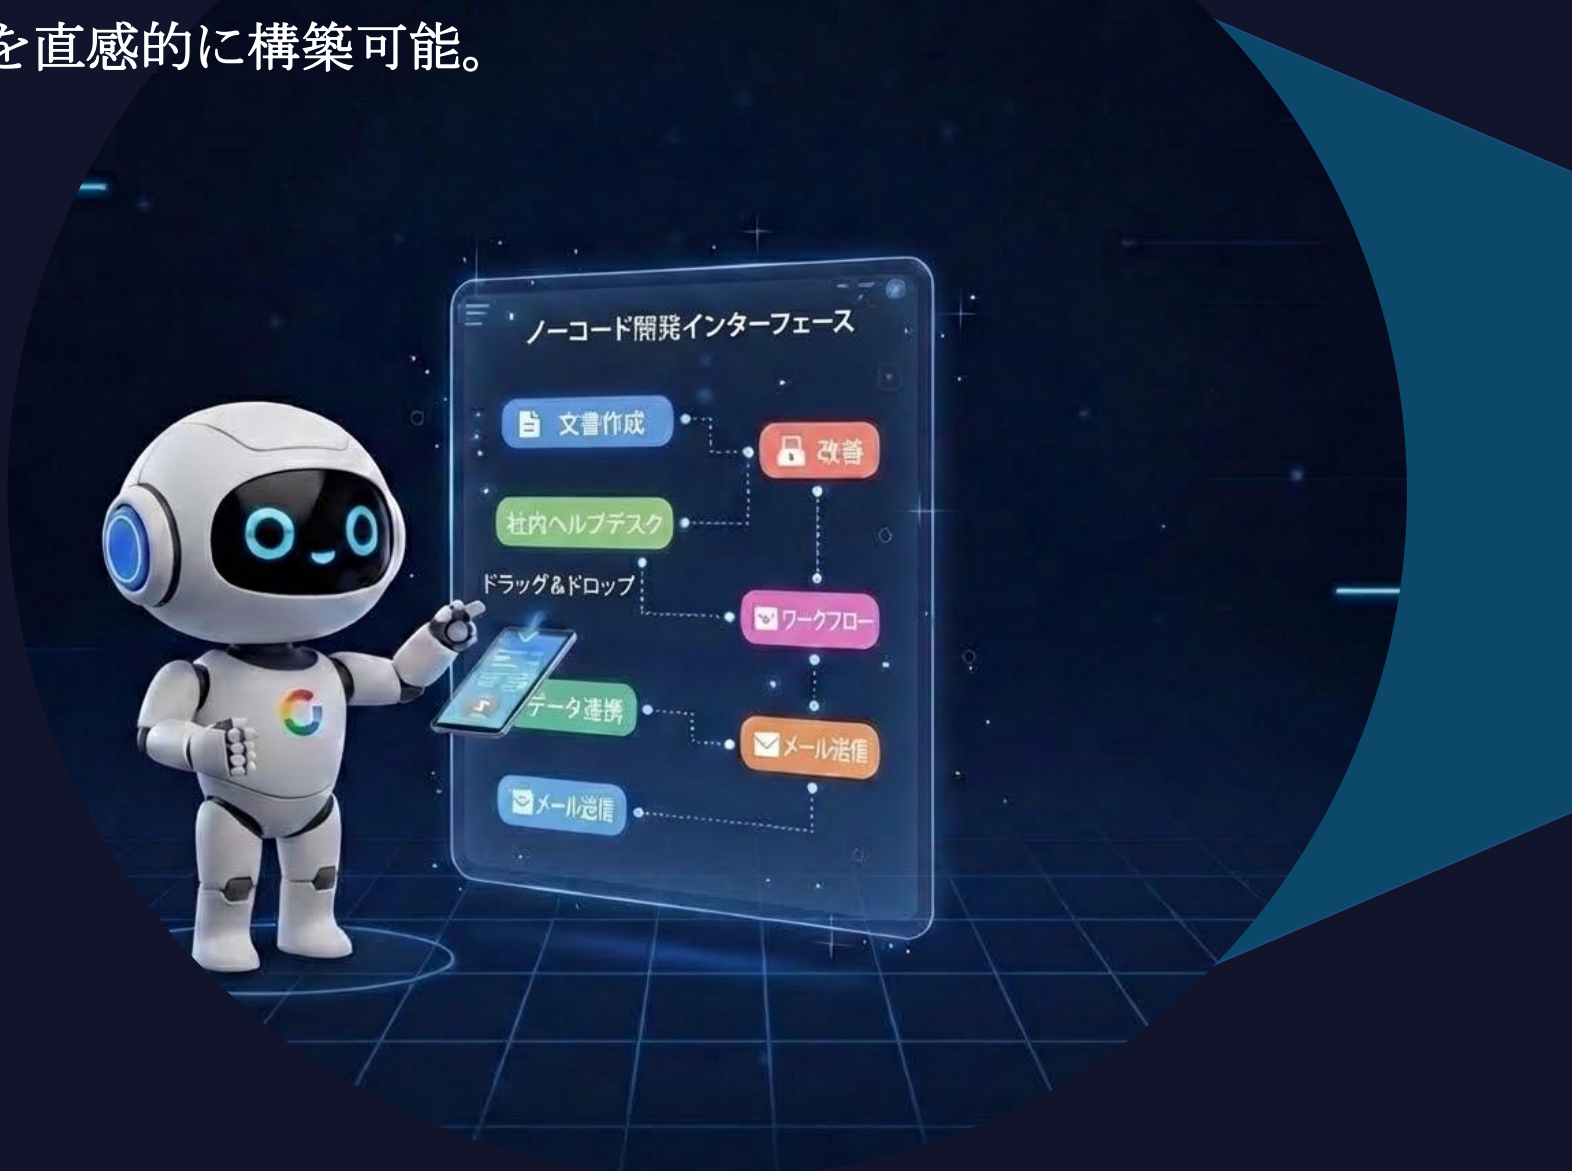 を直感的に構築可能。
ノーコード開発インターフェース
文書作成
改善
社内ヘルプデスク
ドラッグ&ドロップ
ワークフロー
データ連携
メール送信
メール送信